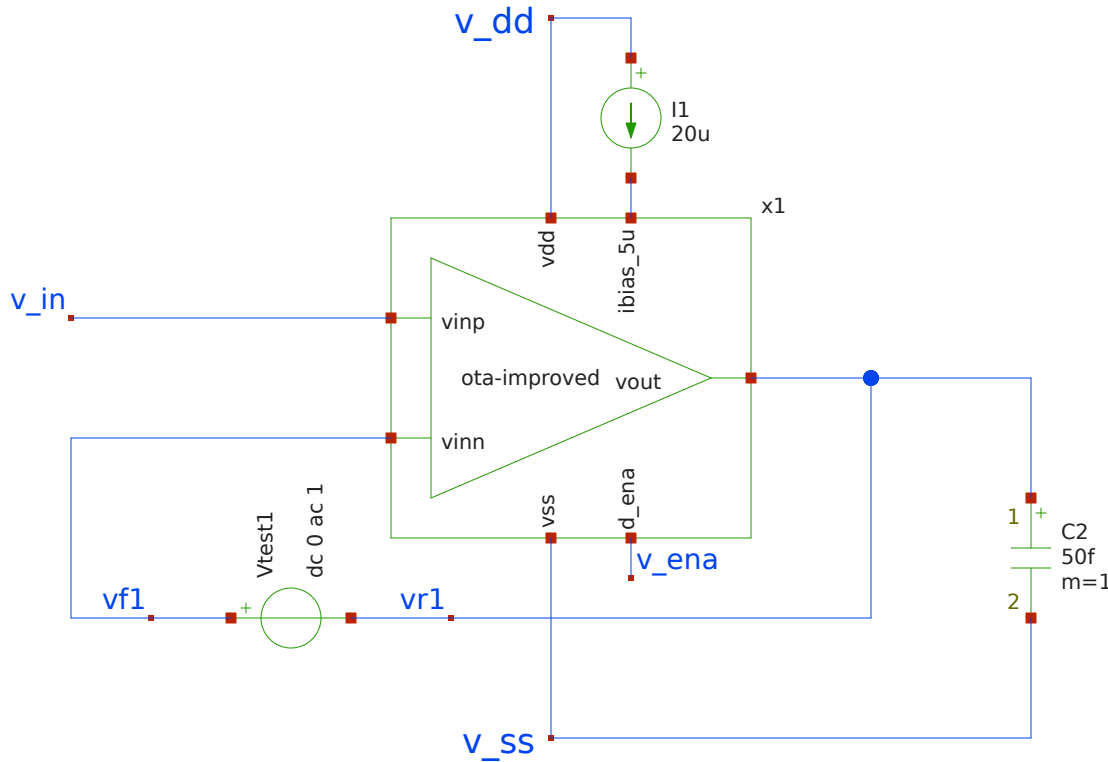 v_dd
+
I1
20u
x1
vdd
ibias_5u
v_in
vinp
ota-improved
vout
vinn
vss
d_ena
v_ena
Vtest1
dc 0 ac 1
vf1
+
vr1
1
+
C2
50f
m=1
2
v_ss